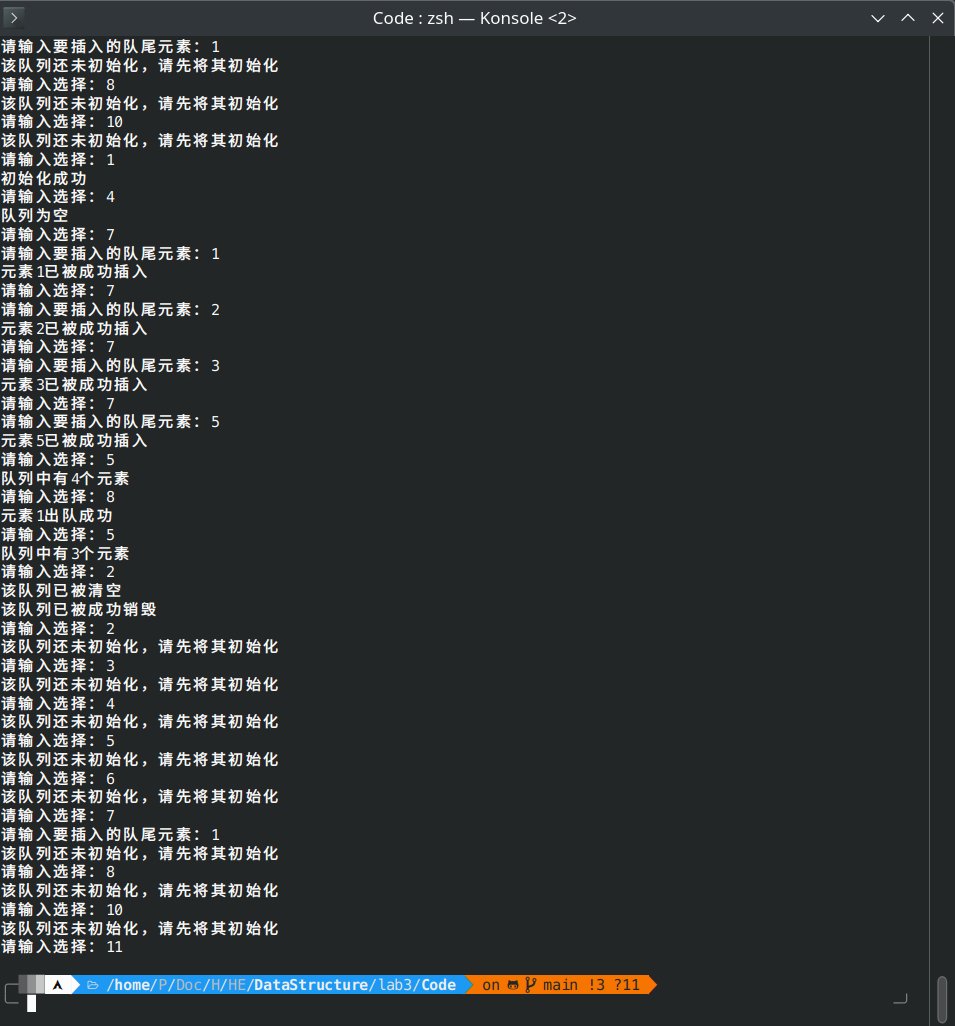 Code : zsh — Konsole <2>
请输入要插入的队尾元素: 1
该队列还未初始化，请先将其初始化
请输入选择: 8
该队列还未初始化，请先将其初始化
请输入选择: 10
该队列还未初始化，请先将其初始化
请输入选择: 1
初始化成功
请输入选择: 4
队列为空
请输入选择: 7
请输入要插入的队尾元素: 1
元素1已被成功插入
请输入选择: 7
请输入要插入的队尾元素: 2
元素2已被成功插入
请输入选择: 7
请输入要插入的队尾元素: 3
元素3已被成功插入
请输入选择: 7
请输入要插入的队尾元素: 5
元素5已被成功插入
请输入选择: 5
队列中有4个元素
请输入选择: 8
元素1出队成功
请输入选择: 5
队列中有3个元素
请输入选择: 2
该队列已被清空
该队列已被成功销毁
请输入选择: 2
该队列还未初始化，请先将其初始化
请输入选择: 3
该队列还未初始化，请先将其初始化
请输入选择: 4
该队列还未初始化，请先将其初始化
请输入选择: 5
该队列还未初始化，请先将其初始化
请输入选择: 6
该队列还未初始化，请先将其初始化
请输入选择: 7
请输入要插入的队尾元素: 1
该队列还未初始化，请先将其初始化
请输入选择: 8
该队列还未初始化，请先将其初始化
请输入选择: 10
该队列还未初始化，请先将其初始化
请输入选择: 11
/home/P/Doc/H/HE/DataStructure/lab3/Code on main !3 ?11